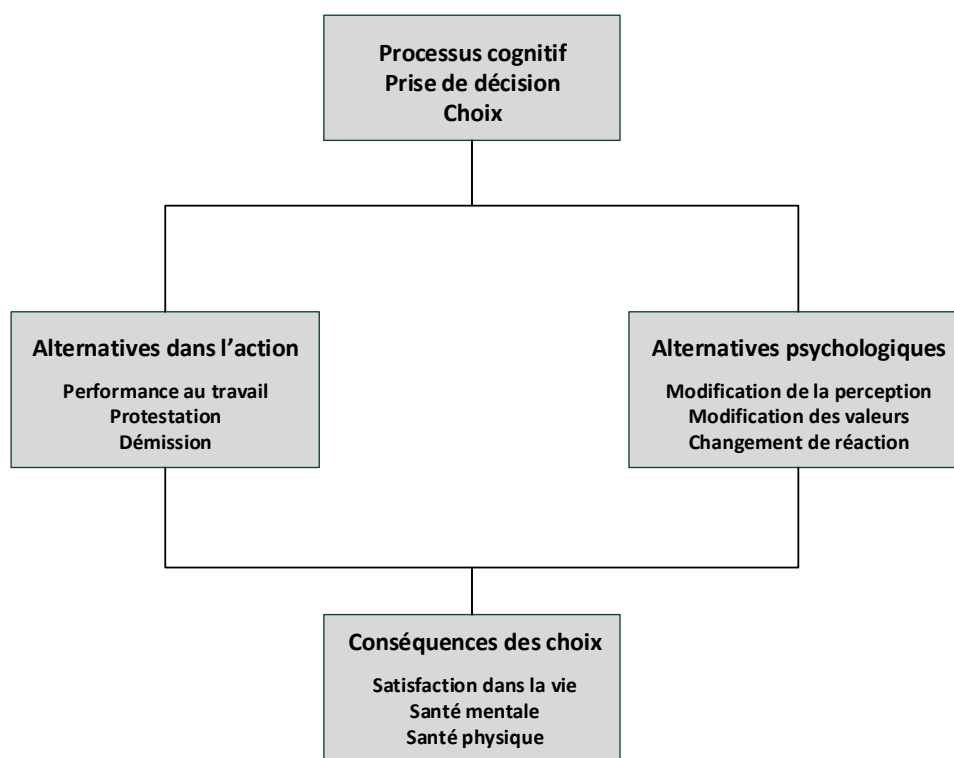 Processus cognitif
Prise de décision
Choix
Alternatives dans l'action
Performance au travail
Protestation
Démission
Alternatives psychologiques
Modification de la perception
Modification des valeurs
Changement de réaction
Conséquences des choix
Satisfaction dans la vie
Santé mentale
Santé physique